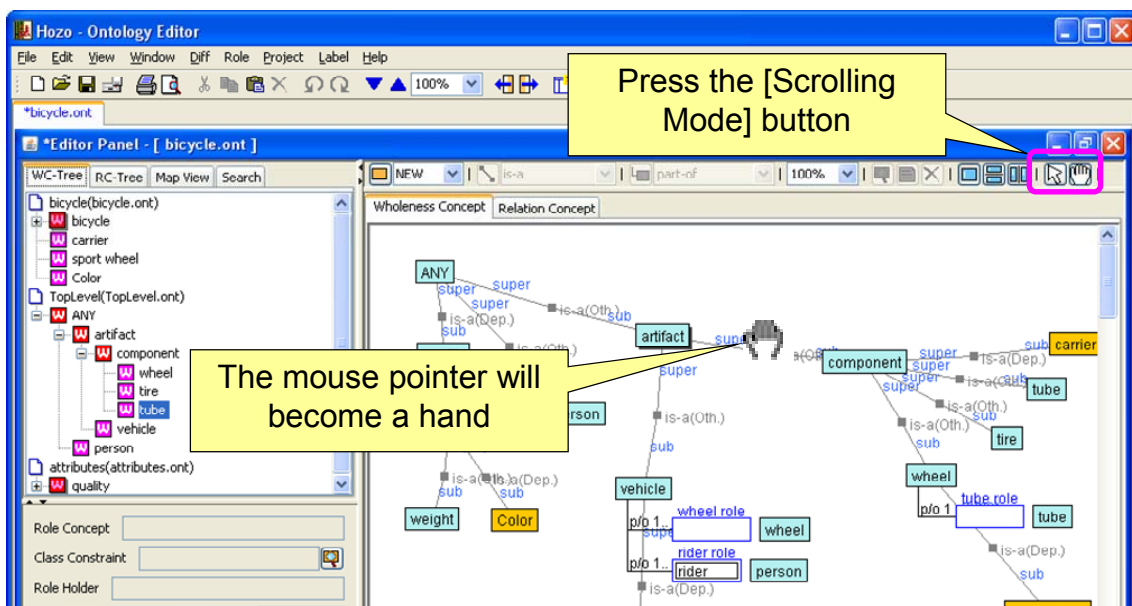 Hozo - Ontology Editor
File Edit View Window Diff Role Project Label Help
100%
*bicycle.ont
Press the [Scrolling
Mode] button
*Editor Panel - [ bicycle.ont ]
WC-Tree RC-Tree Map View Search
NEW is-a part-of 100%
Wholeness Concept Relation Concept
bicycle(bicycle.ont)
bicycle
carrier
sport wheel
Color
TopLevel(TopLevel.ont)
ANY
artifact
component
wheel
tire
tube
vehicle
person
attributes(attributes.ont)
quality
Role Concept
Class Constraint
Role Holder
The mouse pointer will
become a hand
ANY
super super
super
is-a(Dep.)
sub
is-a(Oth.)
sub
artifact
super
super
component
super
super
super
sub
carrier
is-a(Dep.)
sub
tube
is-a(Oth.)
is-a(Oth.)
sub
tire
is-a(Oth.)
sub
vehicle
wheel
is-a(Dep.)
sub
sub
weight
Color
p/o 1..
wheel role
wheel
super
p/o 1..
rider role
rider
person
is-a(Dep.)
p/o 1
tube role
tube
is-a(Dep.)
sub